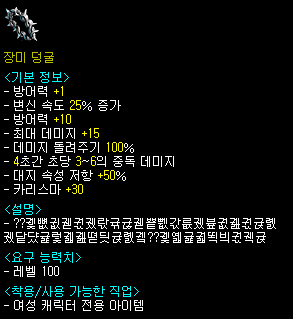 장미 덩굴
<기본 정보>
- 방어력 +1
- 변신 속도 25% 증가
- 방어력 +10
- 최대 데미지 +15
- 데미지 돌려주기 100%
- 4초간 초당 3~6의 중독 데미지
- 대지 속성 저항 +50%
- 카리스마 +30
<설명>
<요구 능력치>
- 레벨 100
<착용/사용 가능한 직업>
- 여성 캐릭터 전용 아이템